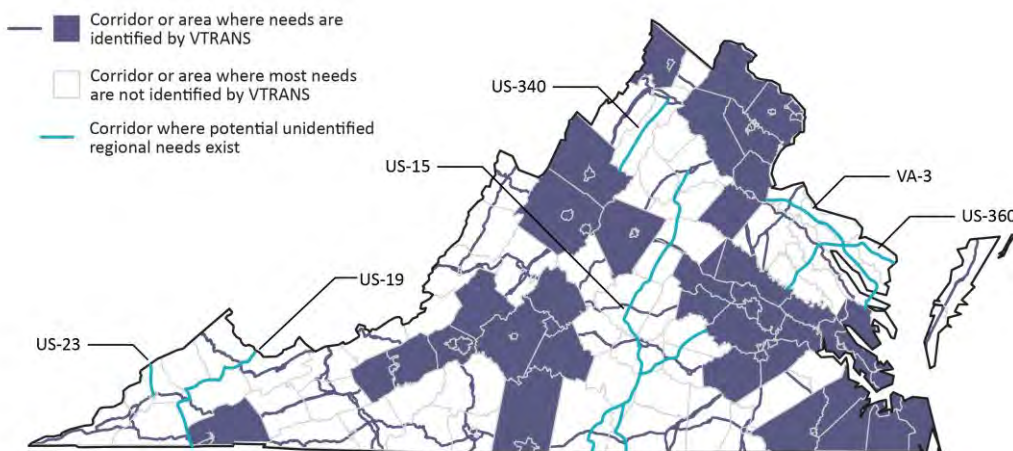 Corridor or area where needs are
identified by VTRANS
Corridor or area where most needs
are not identified by VTRANS
Corridor where potential unidentified
regional needs exist
US-340
US-15
VA-3
US-360
US-19
US-23